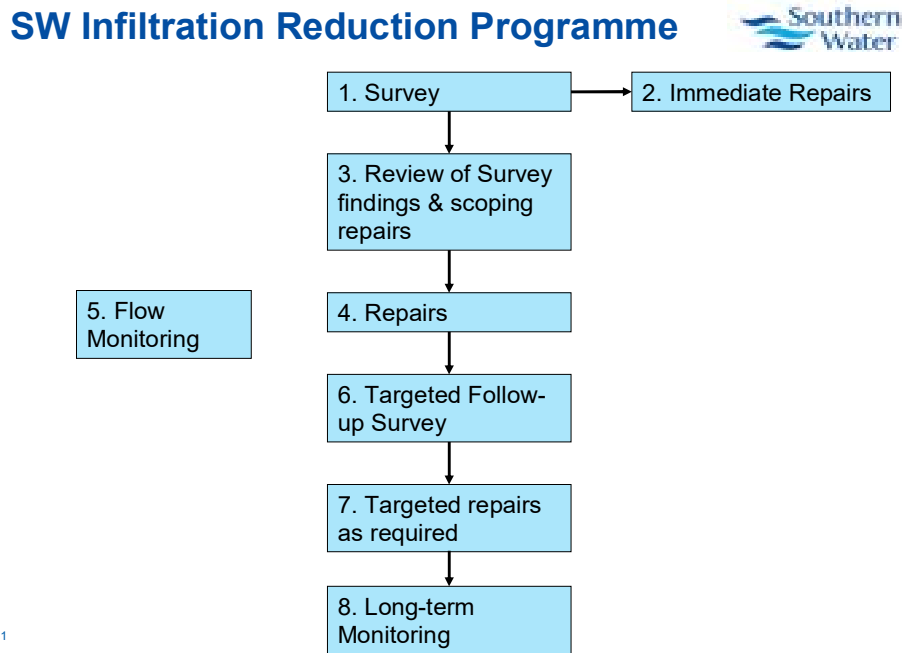 SW Infiltration Reduction Programme
Southern
Water
1. Survey
2. Immediate Repairs
3. Review of Survey
findings & scoping
repairs
5. Flow
Monitoring
4. Repairs
6. Targeted Follow-
up Survey
7. Targeted repairs
as required
8. Long-term
Monitoring
1